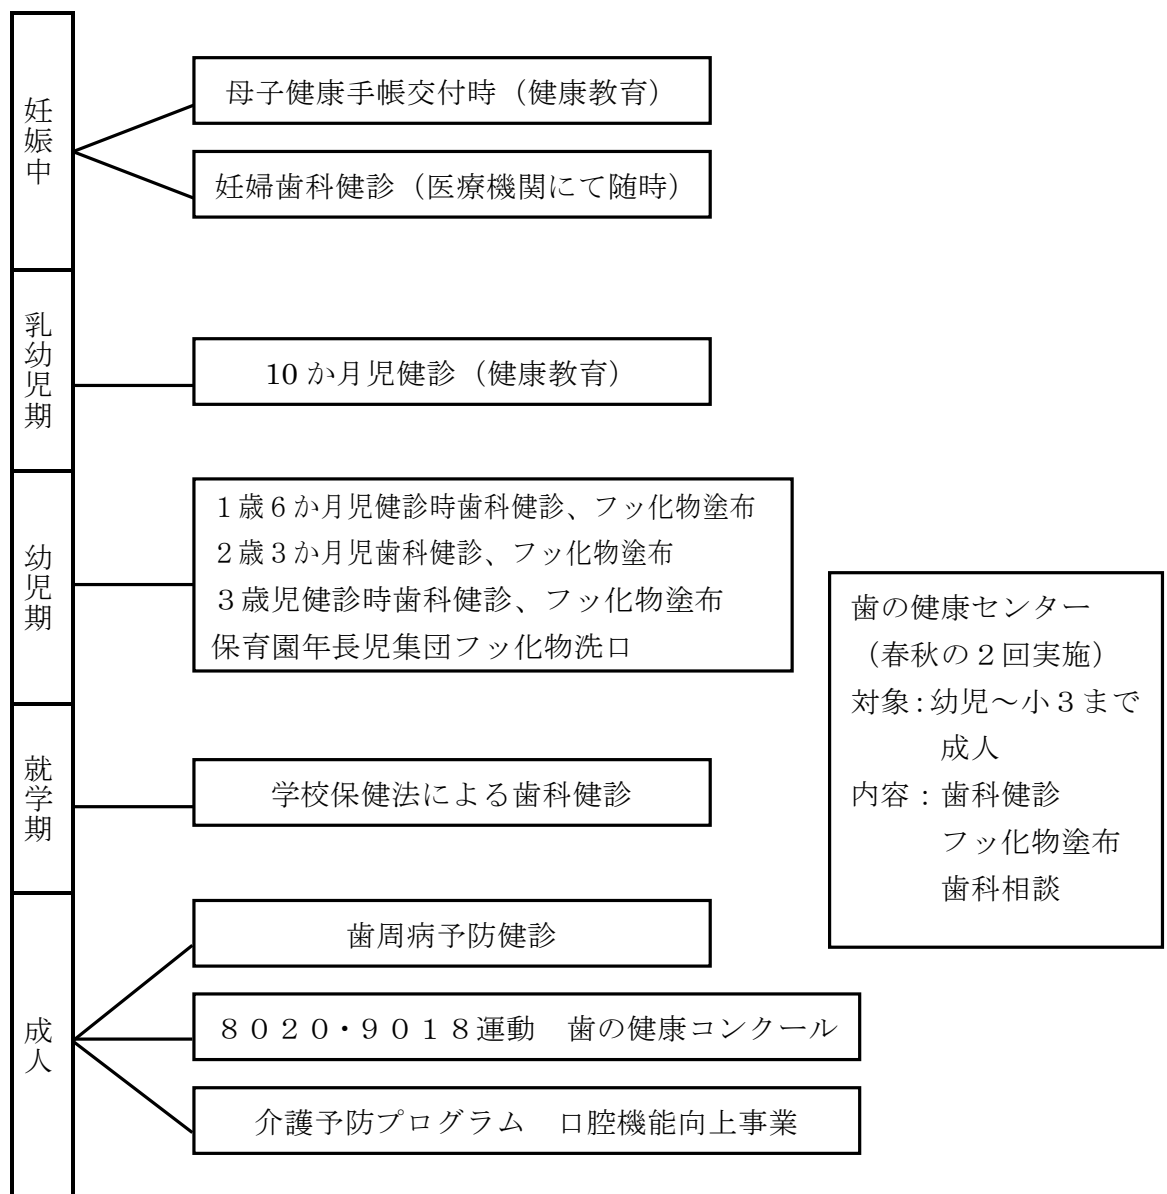 妊娠中
母子健康手帳交付時（健康教育）
妊婦歯科健診（医療機関にて随時）
乳幼児期
10か月児健診（健康教育）
幼児期
１歳６か月児健診時歯科健診、フッ化物塗布
２歳３か月児歯科健診、フッ化物塗布
３歳児健診時歯科健診、フッ化物塗布
保育園年長児集団フッ化物洗口
就学期
学校保健法による歯科健診
成人
歯周病予防健診
８０２０・９０１８運動　歯の健康コンクール
介護予防プログラム　口腔機能向上事業
歯の健康センター
（春秋の２回実施）
対象：幼児～小３まで
成人
内容：歯科健診
フッ化物塗布
歯科相談